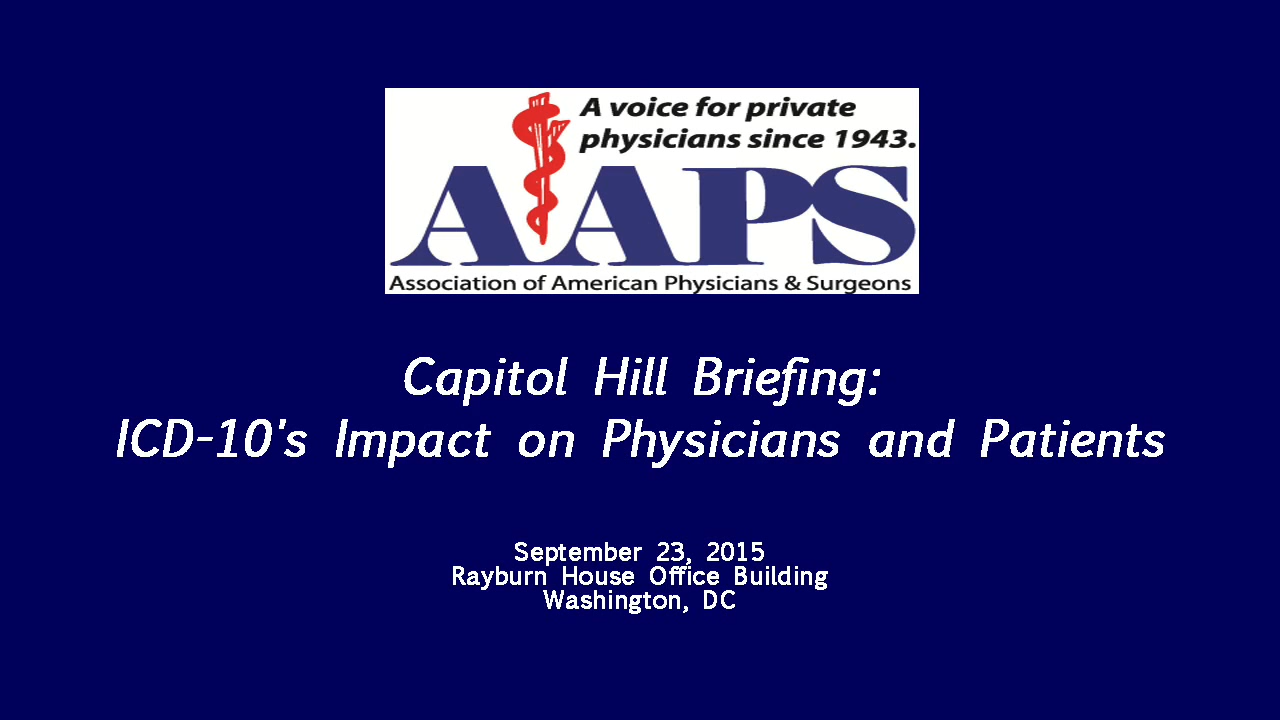 A voice for private
physicians since 1943.
AAPS
Association of American Physicians & Surgeons
Capitol Hill Briefing:
ICD-10's Impact on Physicians and Patients
September 23, 2015
Rayburn House Office Building
Washington, DC